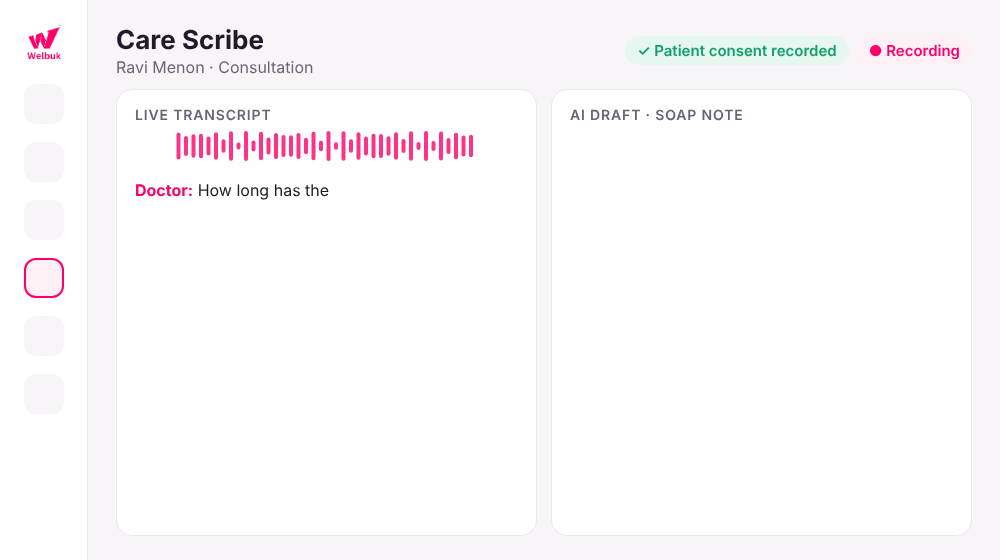 Welbuk
Care Scribe
Ravi Menon · Consultation
✓ Patient consent recorded
Recording
LIVE TRANSCRIPT
Doctor: How long has the
AI DRAFT · SOAP NOTE